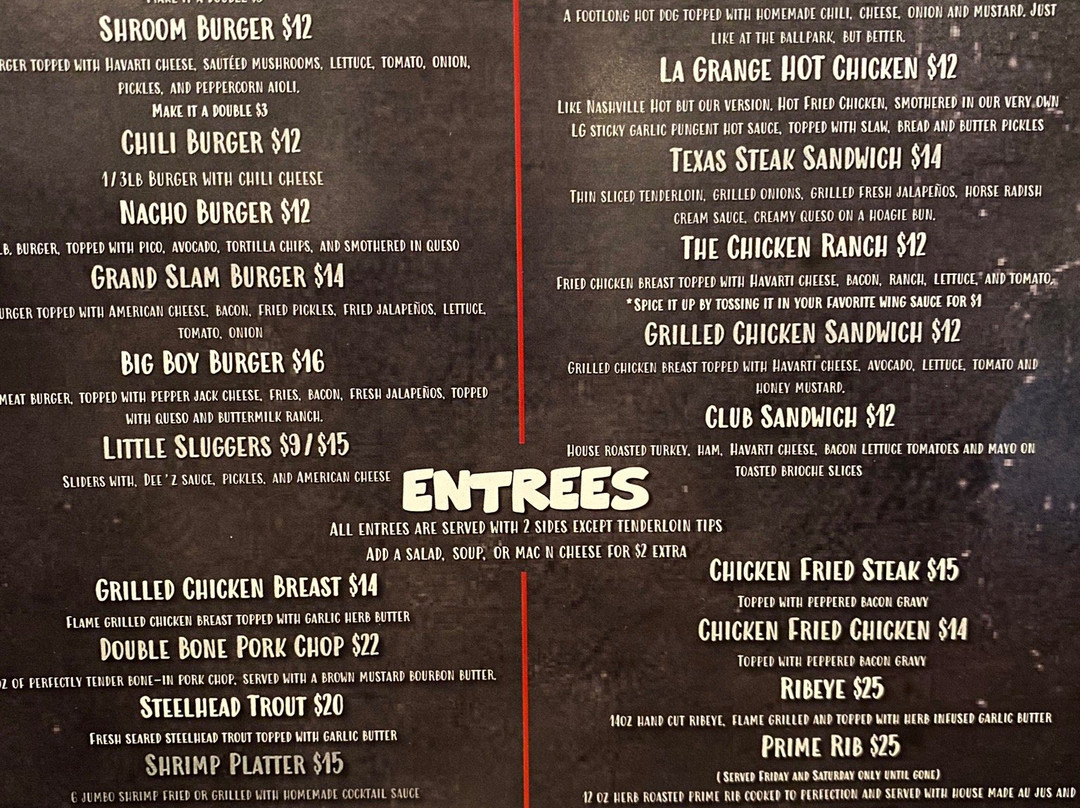 MAKE IT A DOUBLE $3
SHROOM BURGER $12
TOPPED WITH HAVARTI CHEESE, SAUTÉED MUSHROOMS, LETTUCE, TOMATO, ONION,
PICKLES, AND PEPPERCORN AIOLI.
MAKE IT A DOUBLE $3
CHILI BURGER $12
1/3LB BURGER WITH CHILI CHEESE
NACHO BURGER $12
LB. BURGER, TOPPED WITH PICO, AVOCADO, TORTILLA CHIPS, AND SMOTHERED IN QUESO
GRAND SLAM BURGER $14
TOPPED WITH AMERICAN CHEESE, BACON, FRIED PICKLES, FRIED JALAPEÑOS, LETTUCE,
TOMATO, ONION
BIG BOY BURGER $16
MEAT BURGER, TOPPED WITH PEPPER JACK CHEESE, FRIES, BACON, FRESH JALAPEÑOS, TOPPED
WITH QUESO AND BUTTERMILK RANCH.
LITTLE SLUGGERS $9/$15
SLIDERS WITH, DEE'Z SAUCE, PICKLES, AND AMERICAN CHEESE
A FOOTLONG HOT DOG TOPPED WITH HOMEMADE CHILI, CHEESE, ONION AND MUSTARD. JUST
LIKE AT THE BALLPARK, BUT BETTER.
LA GRANGE HOT CHICKEN $12
LIKE NASHVILLE HOT BUT OUR VERSION, HOT FRIED CHICKEN, SMOTHERED IN OUR VERY OWN
LG STICKY GARLIC PUNGENT HOT SAUCE, TOPPED WITH SLAW, BREAD AND BUTTER PICKLES
TEXAS STEAK SANDWICH $14
THIN SLICED TENDERLOIN, GRILLED ONIONS, GRILLED FRESH JALAPEÑOS, HORSE RADISH
CREAM SAUCE, CREAMY QUESO ON A HOAGIE BUN.
THE CHICKEN RANCH $12
FRIED CHICKEN BREAST TOPPED WITH HAVARTI CHEESE, BACON, RANCH, LETTUCE, AND TOMATO.
*SPICE IT UP BY TOSSING IT IN YOUR FAVORITE WING SAUCE FOR $1
GRILLED CHICKEN SANDWICH $12
GRILLED CHICKEN BREAST TOPPED WITH HAVARTI CHEESE, AVOCADO, LETTUCE, TOMATO AND
HONEY MUSTARD.
CLUB SANDWICH $12
HOUSE ROASTED TURKEY, HAM, HAVARTI CHEESE, BACON LETTUCE TOMATOES AND MAYO ON
TOASTED BRIOCHE SLICES
ENTREES
ALL ENTREES ARE SERVED WITH 2 SIDES EXCEPT TENDERLOIN TIPS
ADD A SALAD, SOUP, OR MAC N CHEESE FOR $2 EXTRA
GRILLED CHICKEN BREAST $14
FLAME GRILLED CHICKEN BREAST TOPPED WITH GARLIC HERB BUTTER
DOUBLE BONE PORK CHOP $22
OZ OF PERFECTLY TENDER BONE-IN PORK CHOP, SERVED WITH A BROWN MUSTARD BOURBON BUTTER.
STEELHEAD TROUT $20
FRESH SEARED STEELHEAD TROUT TOPPED WITH GARLIC BUTTER
SHRIMP PLATTER $15
6 JUMBO SHRIMP FRIED OR GRILLED WITH HOMEMADE COCKTAIL SAUCE
CHICKEN FRIED STEAK $15
TOPPED WITH PEPPERED BACON GRAVY
CHICKEN FRIED CHICKEN $14
TOPPED WITH PEPPERED BACON GRAVY
RIBEYE $25
14OZ HAND CUT RIBEYE, FLAME GRILLED AND TOPPED WITH HERB INFUSED GARLIC BUTTER
PRIME RIB $25
(SERVED FRIDAY AND SATURDAY ONLY UNTIL GONE)
12 OZ HERB ROASTED PRIME RIB COOKED TO PERFECTION AND SERVED WITH HOUSE MADE AU JUS AND